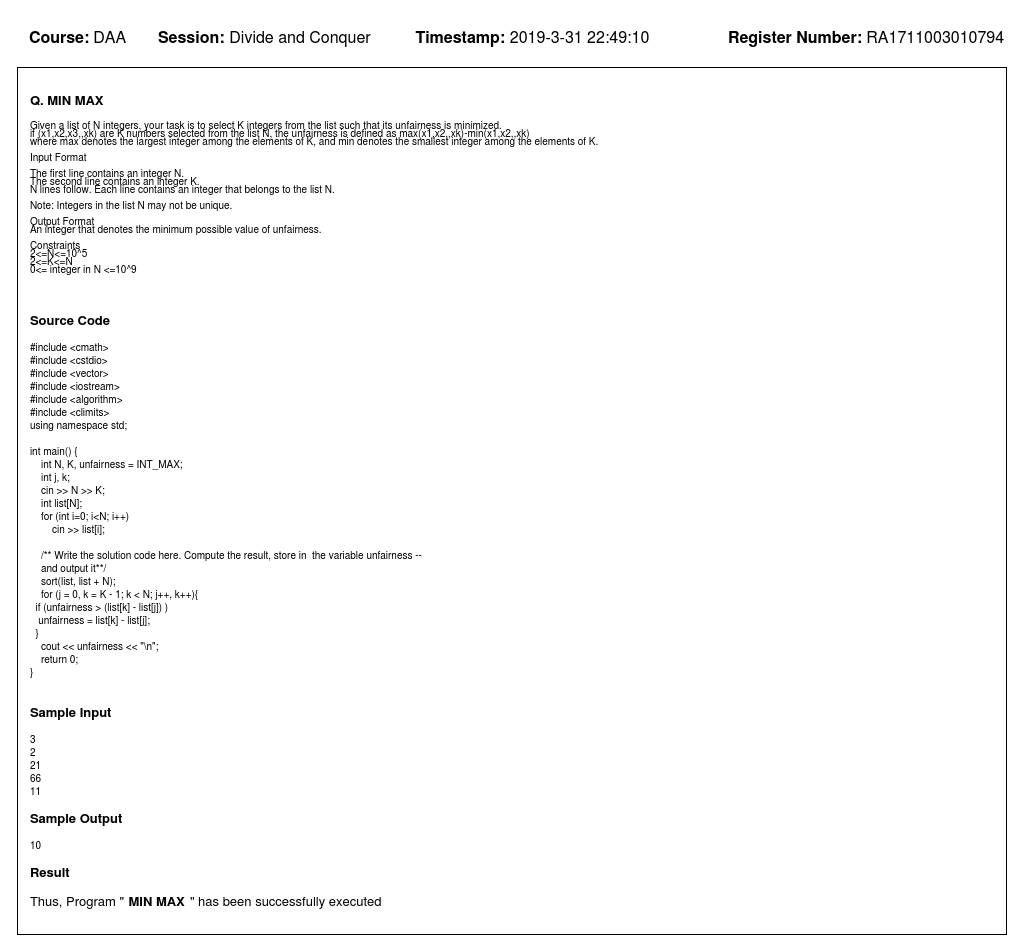 Course: DAA Session: Divide and Conquer Timestamp: 2019-3-31 22:49:10 Register Number: RA1711003010794
Q. MIN MAX
Given a list of N integers, your task is to select K integers from the list such that its unfairness is minimized.
if (x1,x2,x3,,xk) are K numbers selected from the list N, the unfairness is defined as max(x1,x2,,xk)-min(x1,x2,,xk)
where max denotes the largest integer among the elements of K, and min denotes the smallest integer among the elements of K.
Input Format
The first line contains an integer N.
The second line contains an integer K.
N lines follow. Each line contains an integer that belongs to the list N.
Note: Integers in the list N may not be unique.
Output Format
An integer that denotes the minimum possible value of unfairness.
Constraints
2<=N<=10^5
2<=K<=N
0<= integer in N <=10^9
Source Code
#include <cmath>
#include <cstdio>
#include <vector>
#include <iostream>
#include <algorithm>
#include <climits>
using namespace std;
int main() {
int N, K, unfairness = INT_MAX;
int j, k;
cin >> N >> K;
int list[N];
for (int i=0; i<N; i++)
cin >> list[i];
/** Write the solution code here. Compute the result, store in  the variable unfairness --
and output it**/
sort(list, list + N);
for (j = 0, k = K - 1; k < N; j++, k++){
if (unfairness > (list[k] - list[j]) )
unfairness = list[k] - list[j];
}
cout << unfairness << "\n";
return 0;
}
Sample Input
3
2
21
66
11
Sample Output
10
Result
Thus, Program " MIN MAX " has been successfully executed